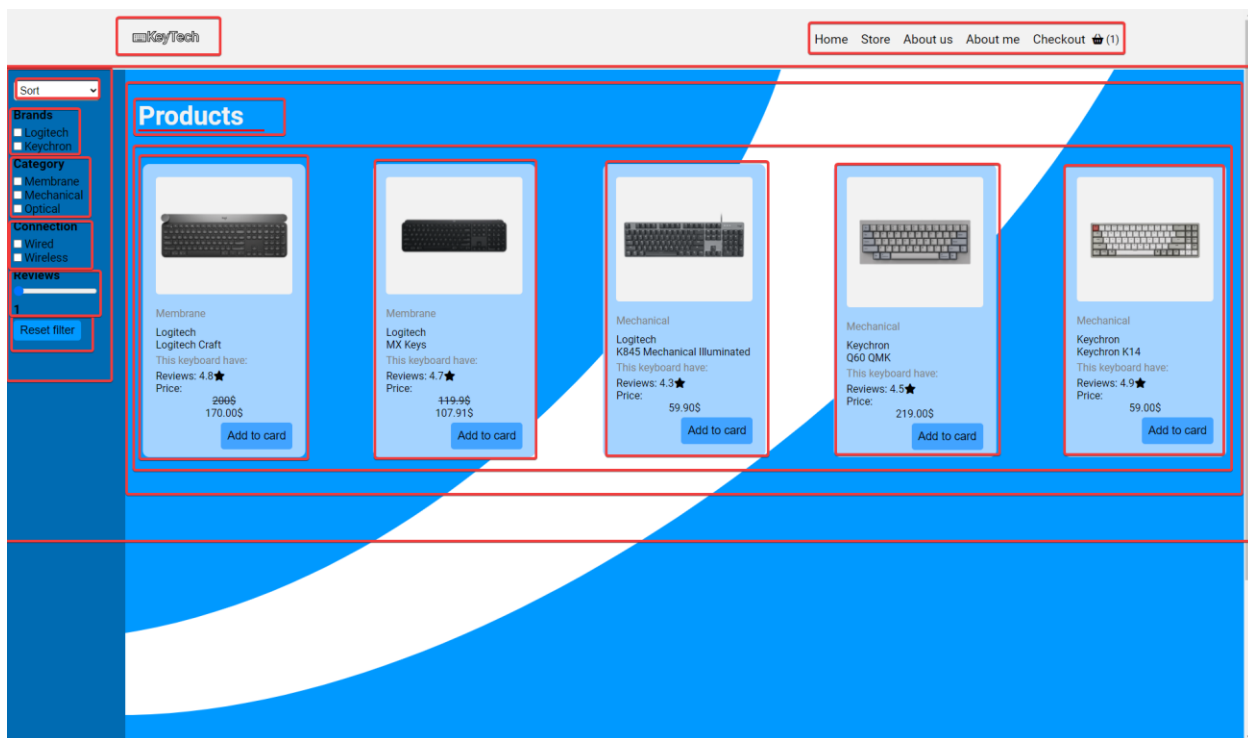 KeyTech
Home Store About us About me Checkout (1)
Sort
Brands
Logitech
Keychron
Category
Membrane
Mechanical
Optical
Connection
Wired
Wireless
Reviews
1
Reset filter
Products
Membrane
Logitech
Logitech Craft
This keyboard have:
Reviews: 4.8
Price:
200$
170.00$
Add to card
Membrane
Logitech
MX Keys
This keyboard have:
Reviews: 4.7
Price:
119.9$
107.91$
Add to card
Mechanical
Logitech
K845 Mechanical Illuminated
This keyboard have:
Reviews: 4.3
Price:
59.90$
Add to card
Mechanical
Keychron
Q60 QMK
This keyboard have:
Reviews: 4.5
Price:
219.00$
Add to card
Mechanical
Keychron
Keychron K14
This keyboard have:
Reviews: 4.9
Price:
59.00$
Add to card